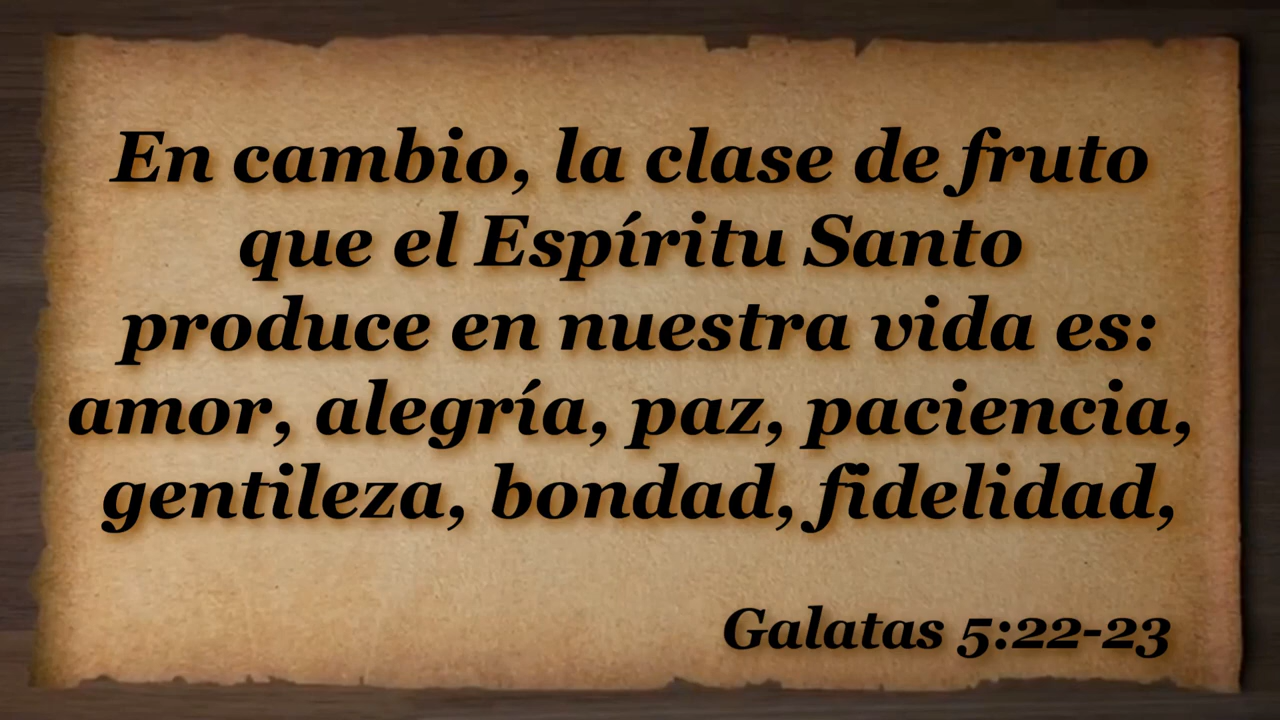 En cambio, la clase de fruto
que el Espíritu Santo
produce en nuestra vida es:
amor, alegría, paz, paciencia,
gentileza, bondad, fidelidad,
Galatas 5:22-23